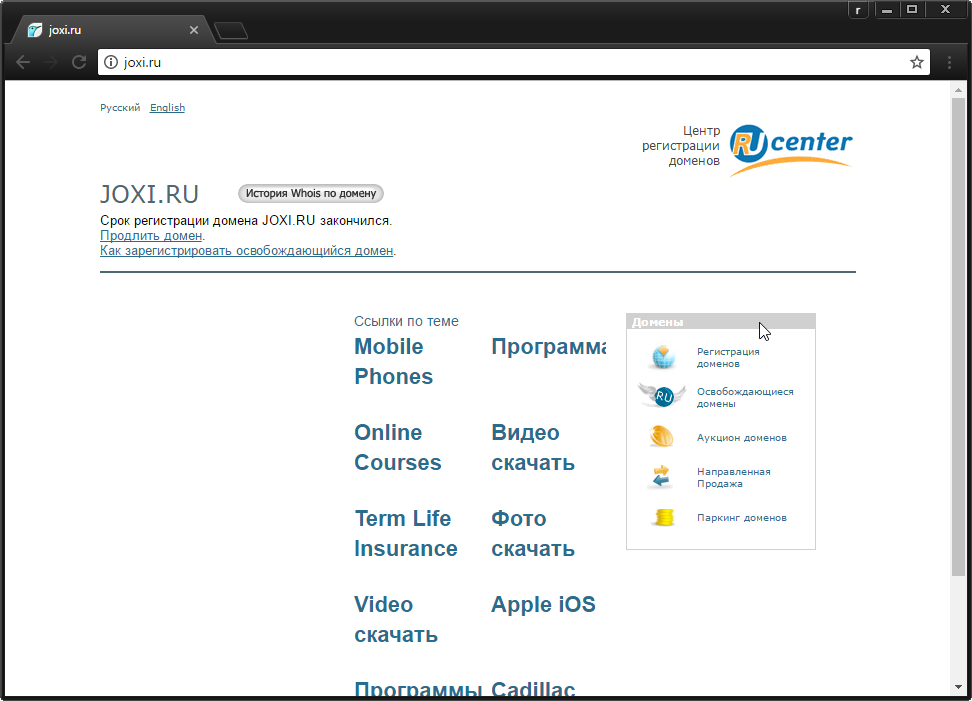 joxi.ru
r
joxi.ru
Русский English
Центр
регистрации
доменов
RU center
JOXI.RU
История Whois по домену
Срок регистрации домена JOXI.RU закончился.
Продлить домен.
Как зарегистрировать освобождающийся домен.
Ссылки по теме
Mobile
Phones
Программа
Online
Courses
Видео
скачать
Term Life
Insurance
Фото
скачать
Video
скачать
Apple iOS
Программы
Cadillac
Домены
Регистрация
доменов
RU
Освобождающиеся
домены
Аукцион доменов
Направленная
Продажа
Паркинг доменов